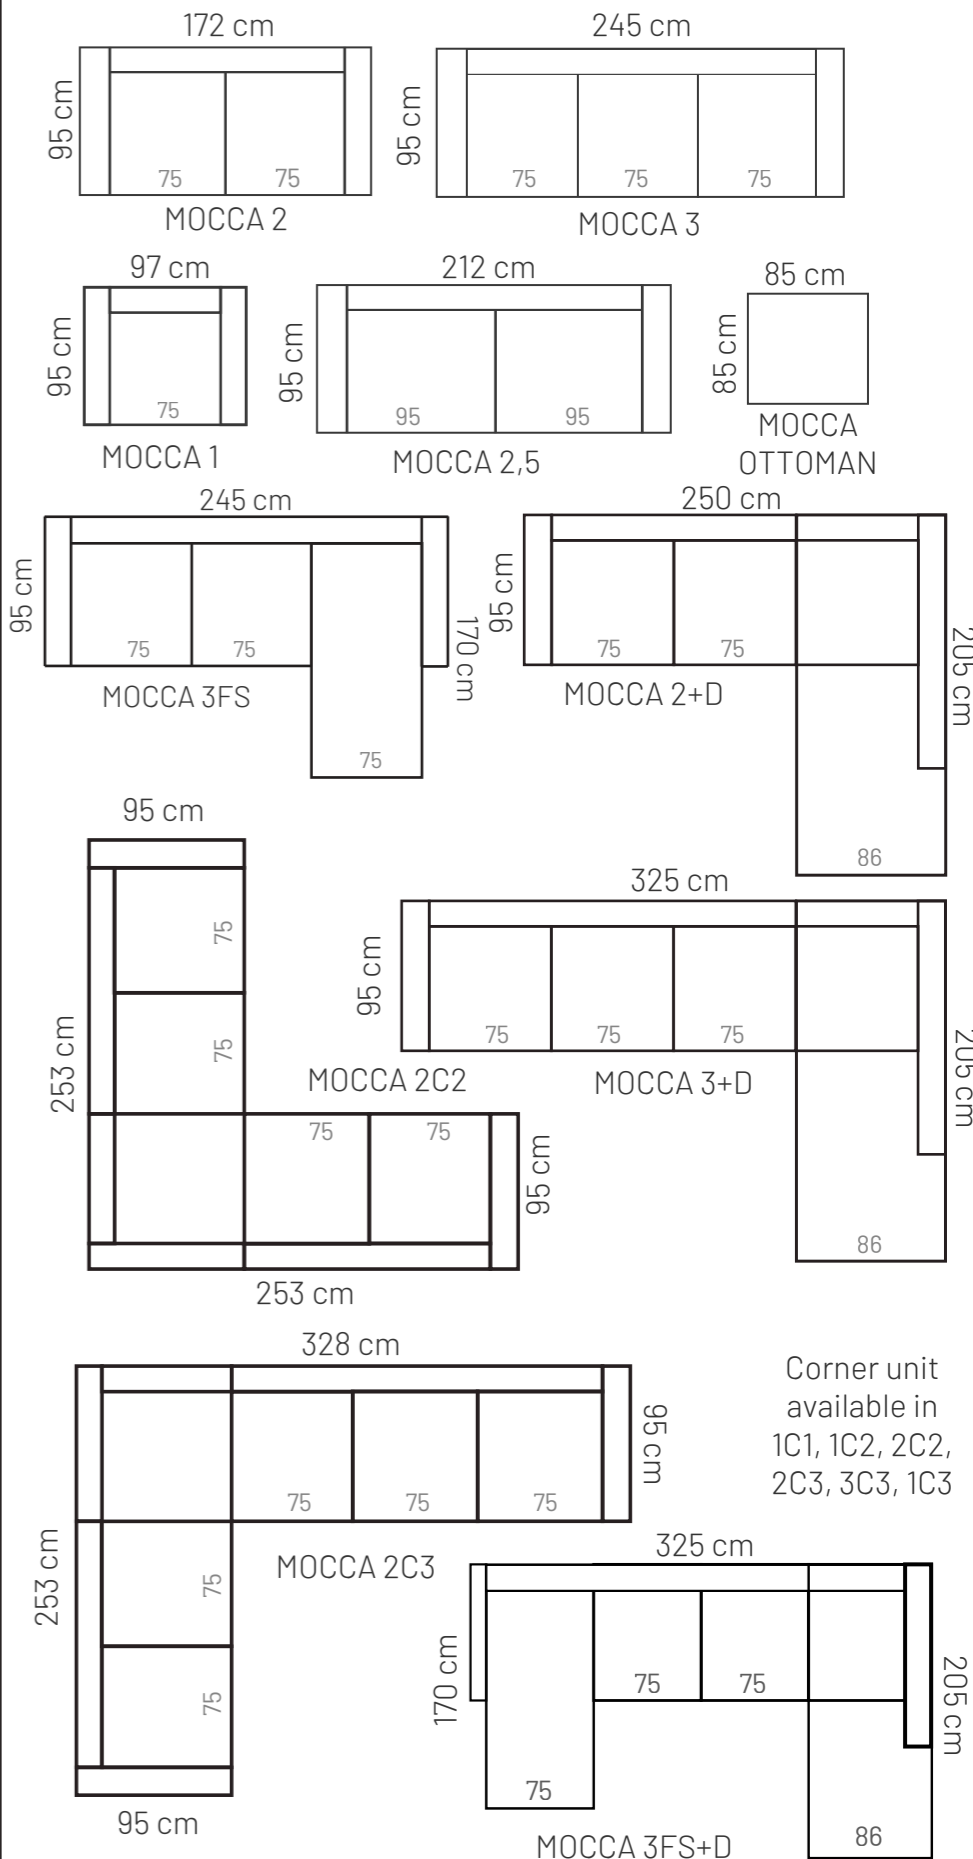 172 cm
245 cm
95 cm
75
75
95 cm
75
75
75
MOCCA 2
MOCCA 3
97 cm
212 cm
85 cm
95 cm
75
95 cm
95
95
85 cm
MOCCA 1
MOCCA 2,5
MOCCA
OTTOMAN
245 cm
250 cm
95 cm
75
75
75
170 cm
95 cm
75
75
86
205 cm
MOCCA 3FS
MOCCA 2+D
95 cm
325 cm
75
75
253 cm
95 cm
75
75
75
86
205 cm
MOCCA 2C2
MOCCA 3+D
75
75
95 cm
253 cm
328 cm
95 cm
75
75
75
Corner unit
available in
1C1, 1C2, 2C2,
2C3, 3C3, 1C3
253 cm
75
75
MOCCA 2C3
95 cm
325 cm
170 cm
75
75
75
86
205 cm
MOCCA 3FS+D